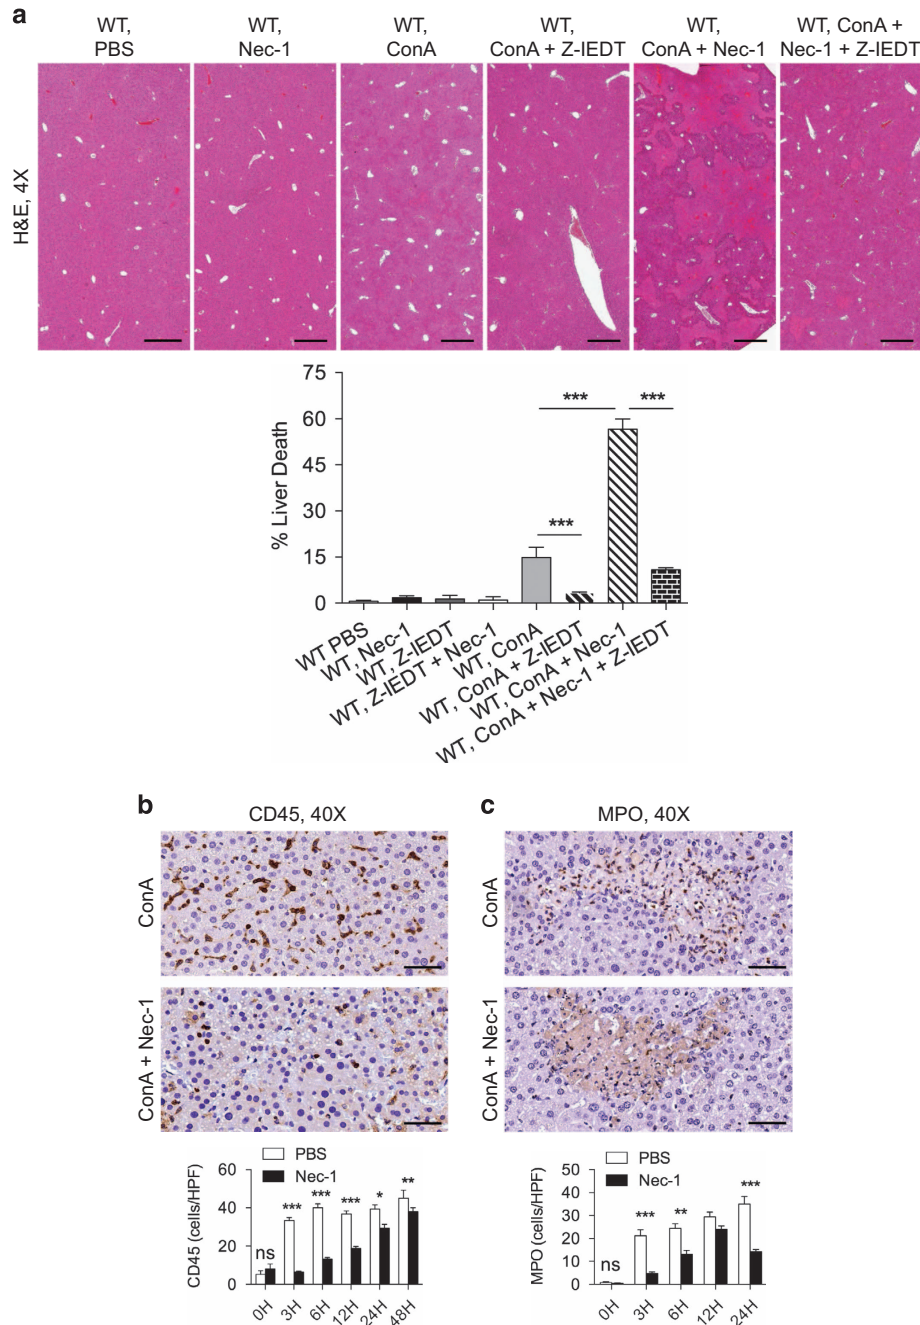 a
WT,
PBS
WT,
Nec-1
WT,
ConA
WT,
ConA + Z-IEDT
WT,
ConA + Nec-1
WT, ConA +
Nec-1 + Z-IEDT
H&E, 4X
75
60
45
30
15
0
% Liver Death
***
***
***
WT PBS
WT, Nec-1
WT, Z-IEDT
WT, Z-IEDT + Nec-1
WT, ConA
WT, ConA + Z-IEDT
WT, ConA + Nec-1
WT, ConA + Nec-1 + Z-IEDT
b
CD45, 40X
ConA
ConA + Nec-1
PBS
Nec-1
60
40
20
0
CD45 (cells/HPF)
ns
***
***
***
*
**
0H
3H
6H
12H
24H
48H
c
MPO, 40X
ConA
ConA + Nec-1
PBS
Nec-1
50
40
30
20
10
0
MPO (cells/HPF)
ns
***
**
***
0H
3H
6H
12H
24H